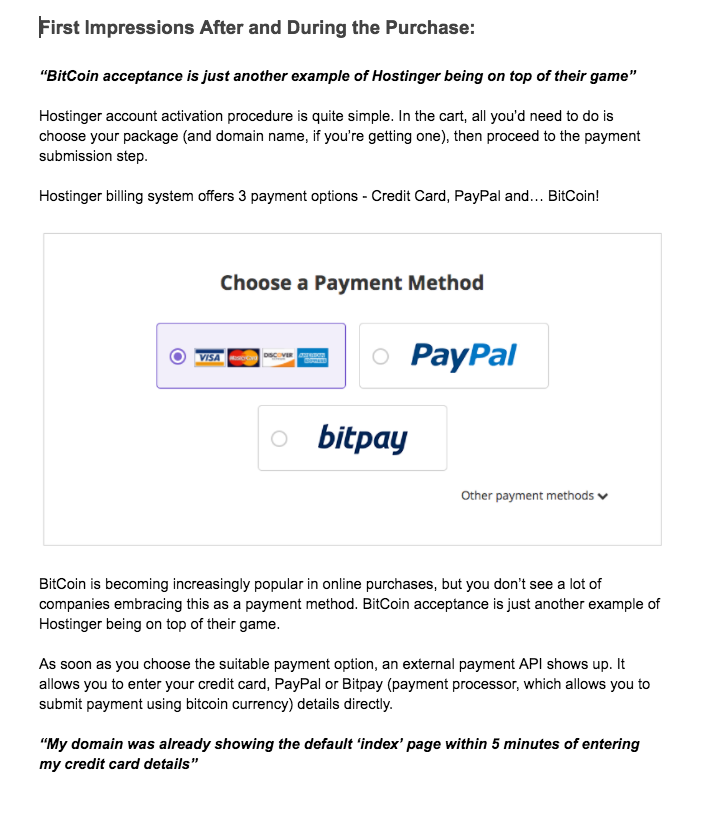 First Impressions After and During the Purchase:
“BitCoin acceptance is just another example of Hostinger being on top of their game”
Hostinger account activation procedure is quite simple. In the cart, all you’d need to do is
choose your package (and domain name, if you’re getting one), then proceed to the payment
submission step.
Hostinger billing system offers 3 payment options - Credit Card, PayPal and… BitCoin!
Choose a Payment Method
VISA MasterCard DISCOVER AMERICAN EXPRESS PayPal
bitpay
Other payment methods
BitCoin is becoming increasingly popular in online purchases, but you don’t see a lot of
companies embracing this as a payment method. BitCoin acceptance is just another example of
Hostinger being on top of their game.
As soon as you choose the suitable payment option, an external payment API shows up. It
allows you to enter your credit card, PayPal or Bitpay (payment processor, which allows you to
submit payment using bitcoin currency) details directly.
“My domain was already showing the default ‘index’ page within 5 minutes of entering
my credit card details”